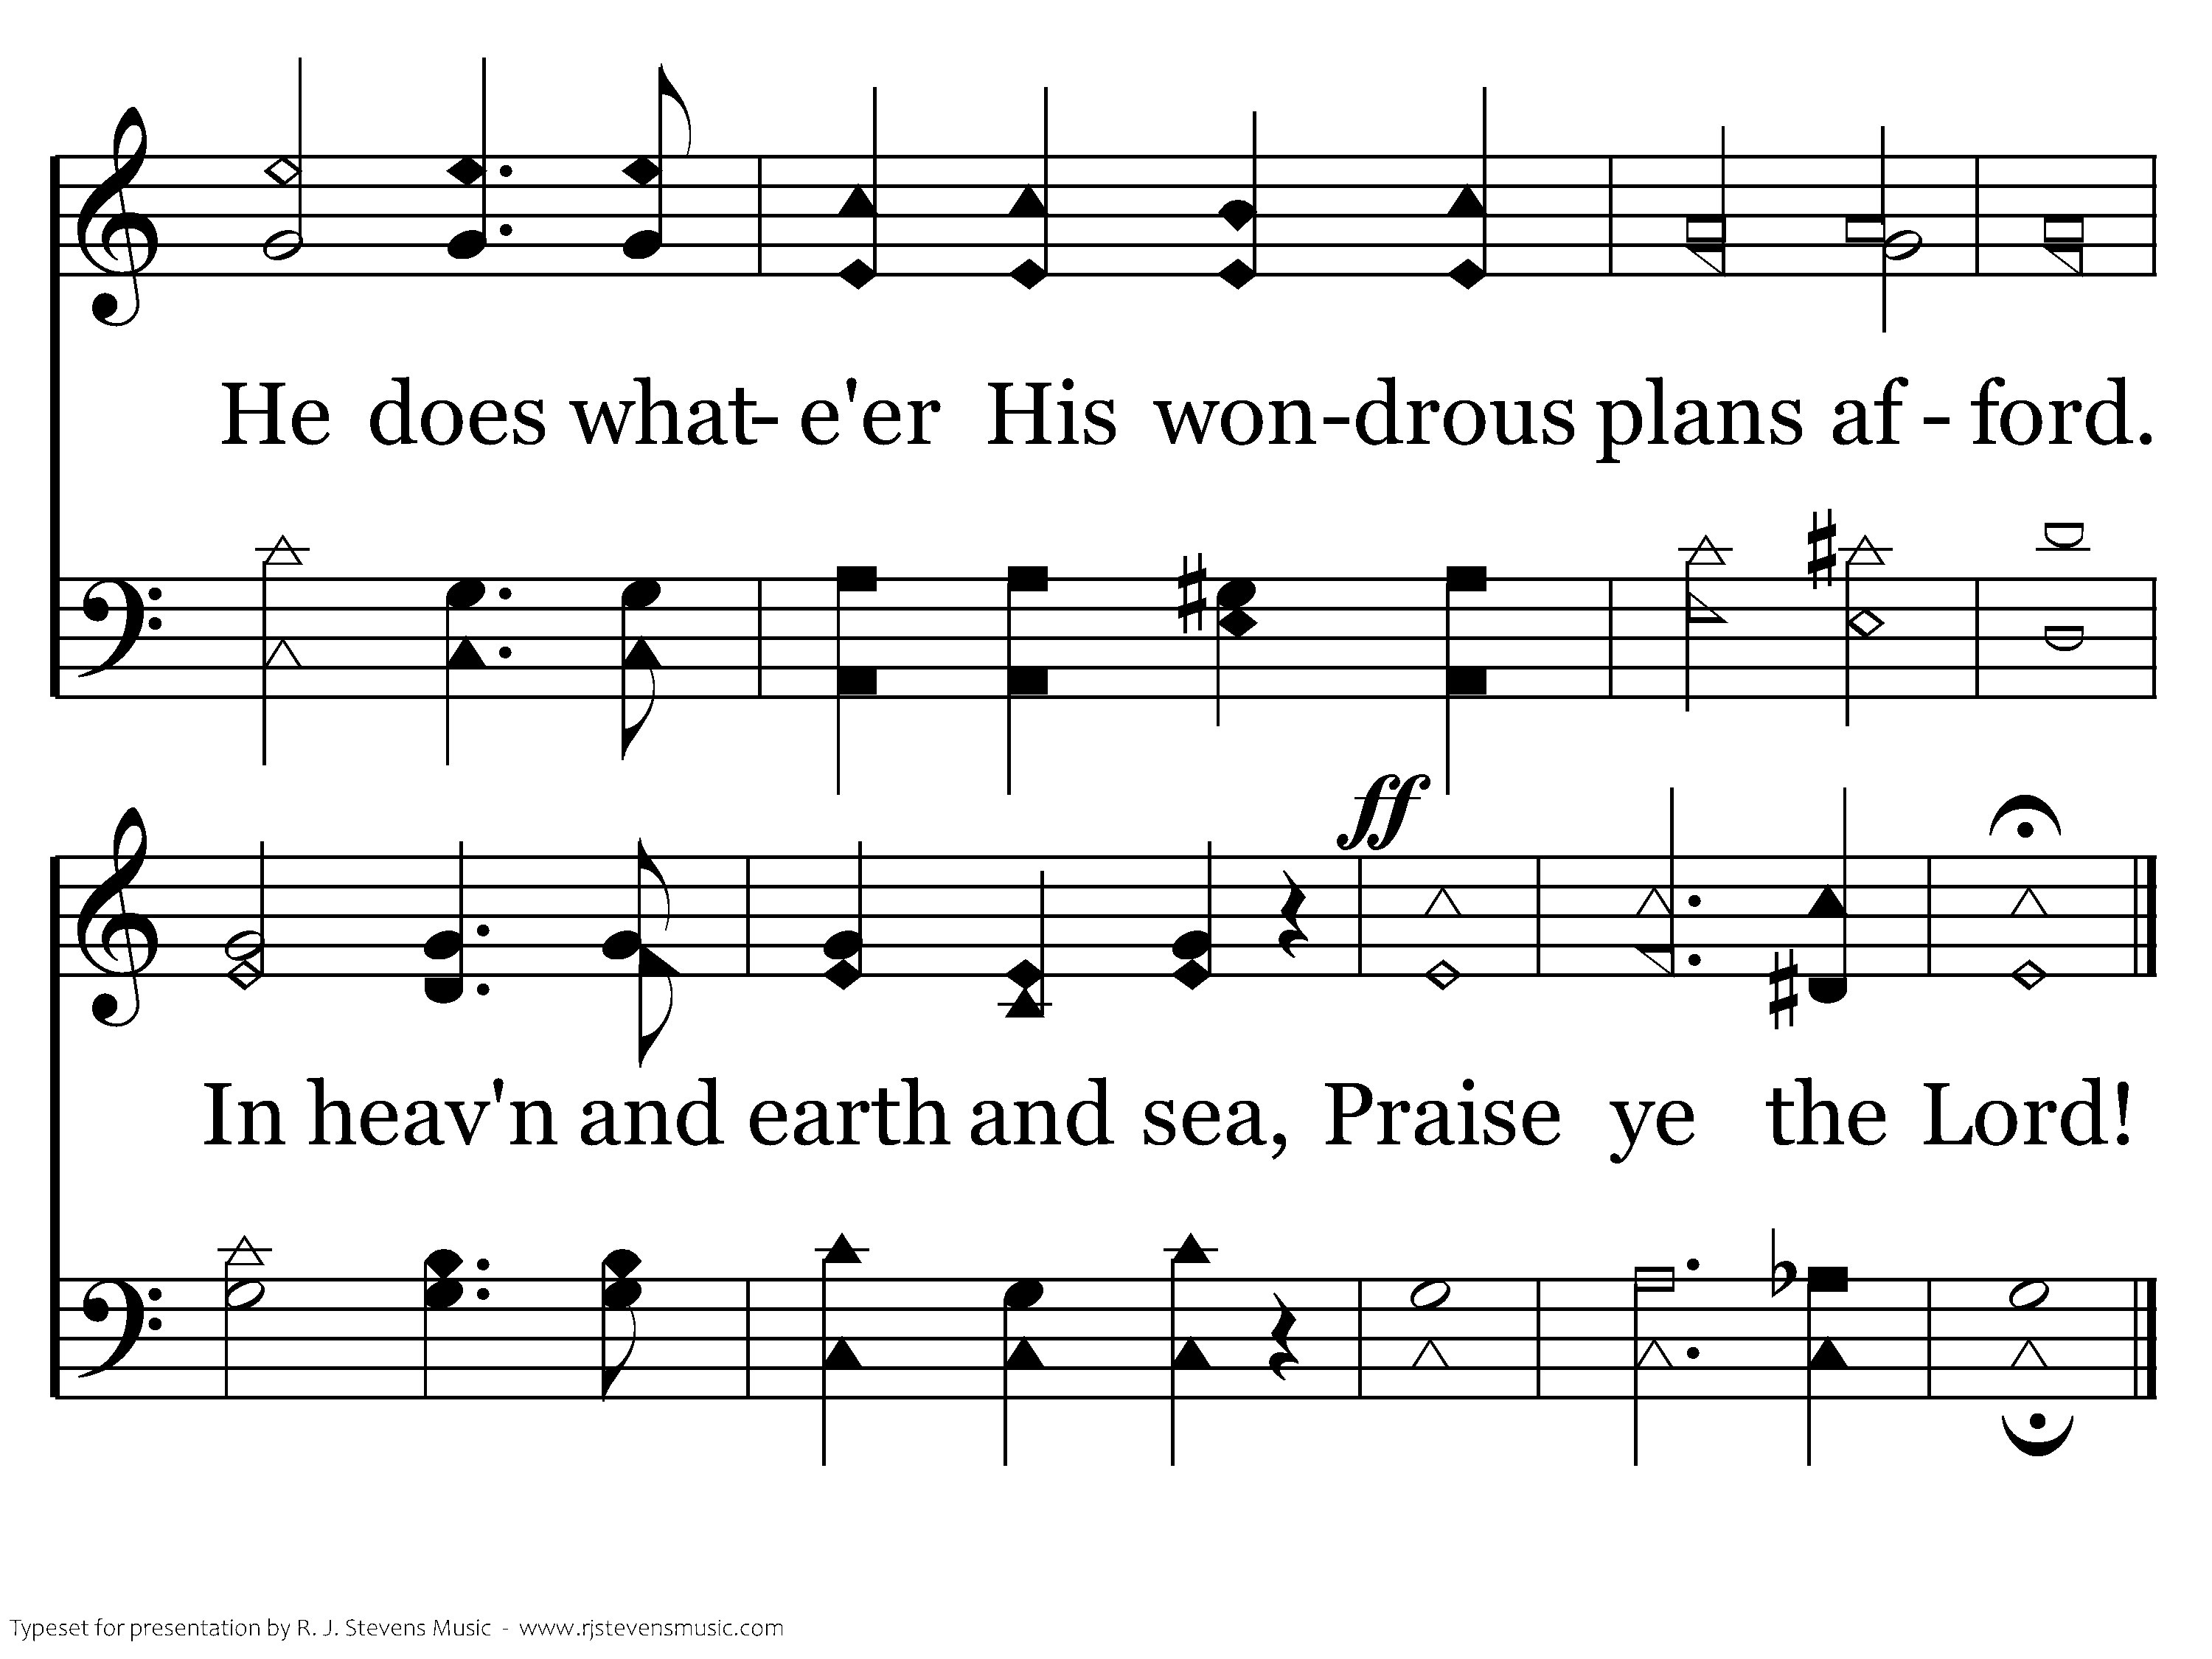 He does what- e'er His won-drous plans af - ford.
ff
In heav'n and earth and sea, Praise ye the Lord!
Typeset for presentation by R. J. Stevens Music - www.rjstevensmusic.com